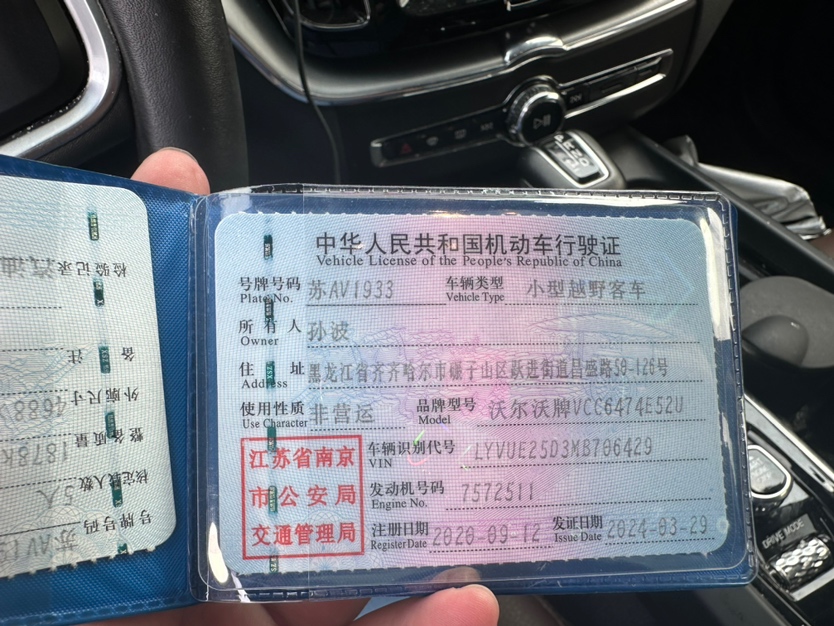 中华人民共和国机动车行驶证
Vehicle License of the People's Republic of China
号牌号码 苏AV1933 车辆类型 小型越野客车
Plate No. Vehicle Type
所有人 孙波
Owner
住址 黑龙江省齐齐哈尔市碾子山区跃进街道昌盛路50-126号
Address
使用性质 非营运 品牌型号 沃尔沃牌VCC6474E52U
Use Character Model
江苏省南京
市公安局
交通管理局
车辆识别代号 LYVUE25D3MB706429
VIN
发动机号码 7572511
Engine No.
注册日期 2020-09-12 发证日期 2024-03-29
Register Date Issue Date
检验记录
备注
外廓尺寸
整备质量
核定载人数 5人
号牌号码
DRIVE MODE